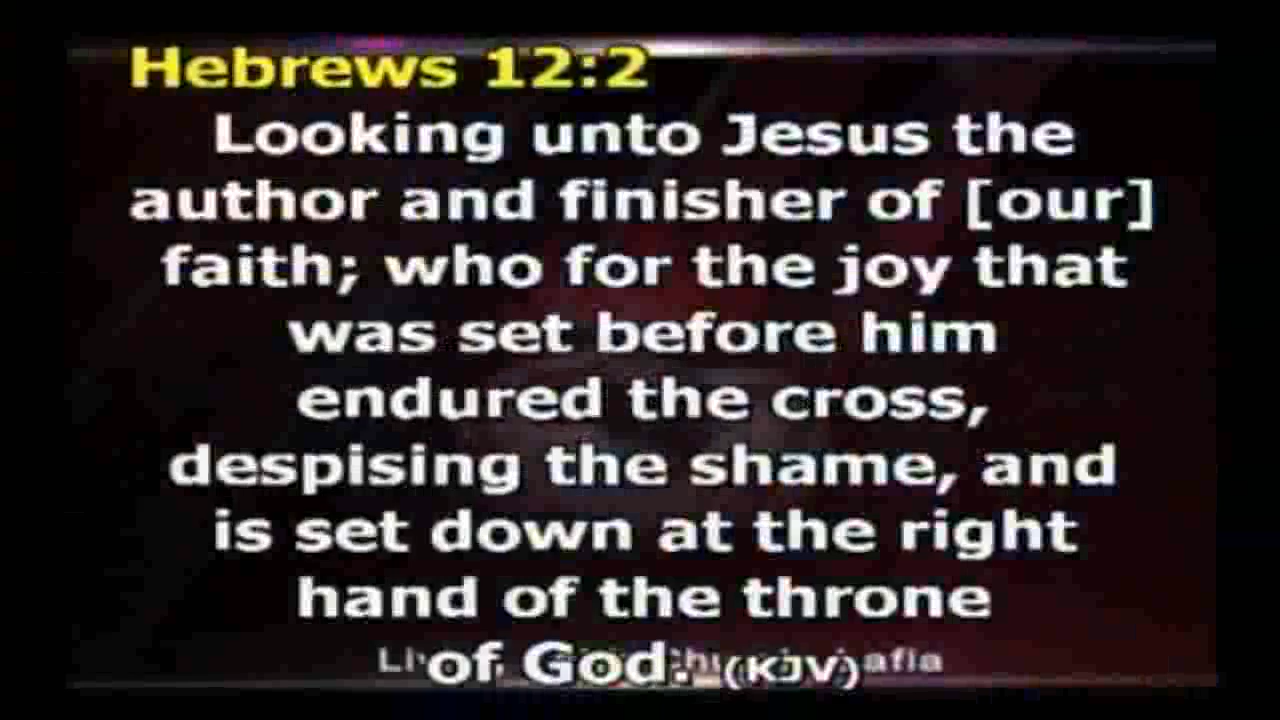 Hebrews 12:2
Looking unto Jesus the
author and finisher of [our]
faith; who for the joy that
was set before him
endured the cross,
despising the shame, and
is set down at the right
hand of the throne
of God. (KJV)